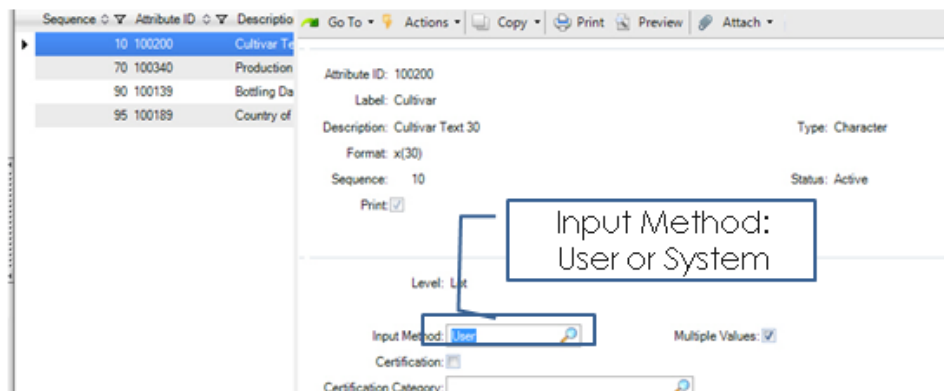 Sequence Attribute ID Descriptio
10 100200 Cultivar Te
70 100340 Production
90 100139 Bottling Da
95 100189 Country of
Go To Actions Copy Print Preview Attach
Attribute ID: 100200
Label: Cultivar
Description: Cultivar Text 30 Type: Character
Format: x(30)
Sequence: 10 Status: Active
Print:
Input Method:
User or System
Level: Lot
Input Method: User Multiple Values:
Certification:
Certification Category: